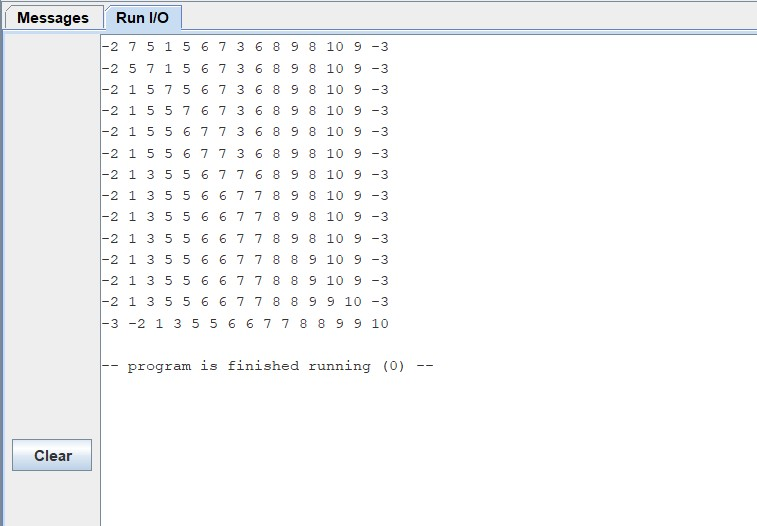 Messages Run I/O
-2 7 5 1 5 6 7 3 6 8 9 8 10 9 -3
-2 5 7 1 5 6 7 3 6 8 9 8 10 9 -3
-2 1 5 7 5 6 7 3 6 8 9 8 10 9 -3
-2 1 5 5 7 6 7 3 6 8 9 8 10 9 -3
-2 1 5 5 6 7 7 3 6 8 9 8 10 9 -3
-2 1 5 5 6 7 7 3 6 8 9 8 10 9 -3
-2 1 3 5 5 6 7 7 6 8 9 8 10 9 -3
-2 1 3 5 5 6 6 7 7 8 9 8 10 9 -3
-2 1 3 5 5 6 6 7 7 8 9 8 10 9 -3
-2 1 3 5 5 6 6 7 7 8 9 8 10 9 -3
-2 1 3 5 5 6 6 7 7 8 8 9 10 9 -3
-2 1 3 5 5 6 6 7 7 8 8 9 10 9 -3
-2 1 3 5 5 6 6 7 7 8 8 9 9 10 -3
-3 -2 1 3 5 5 6 6 7 7 8 8 9 9 10
-- program is finished running (0) --
Clear